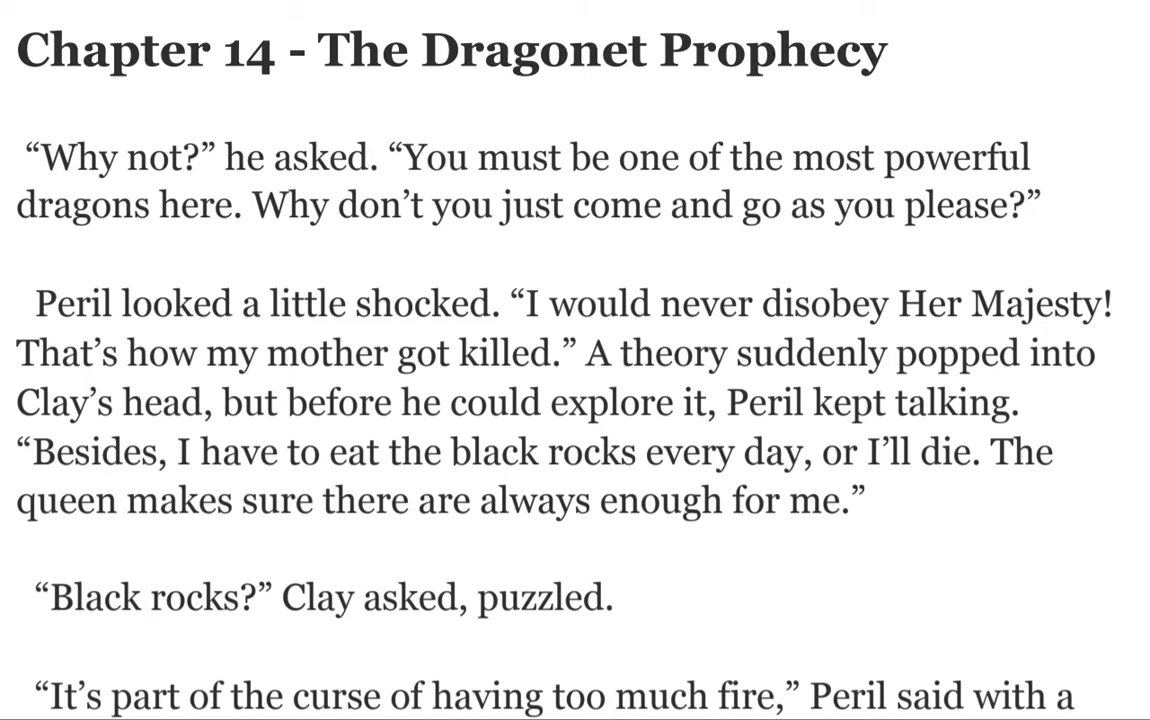 Chapter 14 - The Dragonet Prophecy
“Why not?” he asked. “You must be one of the most powerful
dragons here. Why don’t you just come and go as you please?”
Peril looked a little shocked. “I would never disobey Her Majesty!
That’s how my mother got killed.” A theory suddenly popped into
Clay’s head, but before he could explore it, Peril kept talking.
“Besides, I have to eat the black rocks every day, or I’ll die. The
queen makes sure there are always enough for me.”
“Black rocks?” Clay asked, puzzled.
“It’s part of the curse of having too much fire,” Peril said with a